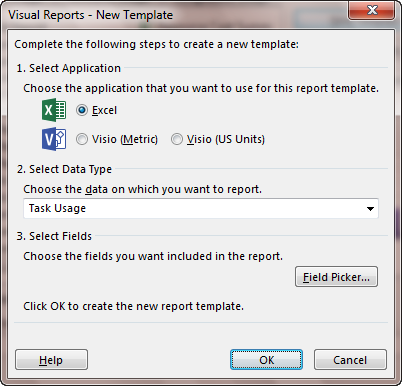 Visual Reports - New Template
Complete the following steps to create a new template:
1. Select Application
Choose the application that you want to use for this report template.
Excel
Visio (Metric) Visio (US Units)
2. Select Data Type
Choose the data on which you want to report.
Task Usage
3. Select Fields
Choose the fields you want included in the report.
Field Picker...
Click OK to create the new report template.
Help OK Cancel